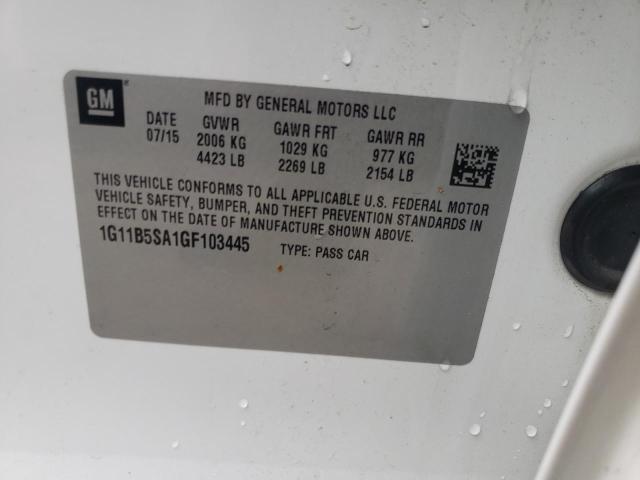 GM
MFD BY GENERAL MOTORS LLC
DATE GVWR GAWR FRT GAWR RR
07/15 2006 KG 1029 KG 977 KG
4423 LB 2269 LB 2154 LB
THIS VEHICLE CONFORMS TO ALL APPLICABLE U.S. FEDERAL MOTOR
VEHICLE SAFETY, BUMPER, AND THEFT PREVENTION STANDARDS IN
EFFECT ON THE DATE OF MANUFACTURE SHOWN ABOVE.
1G11B5SA1GF103445 TYPE: PASS CAR